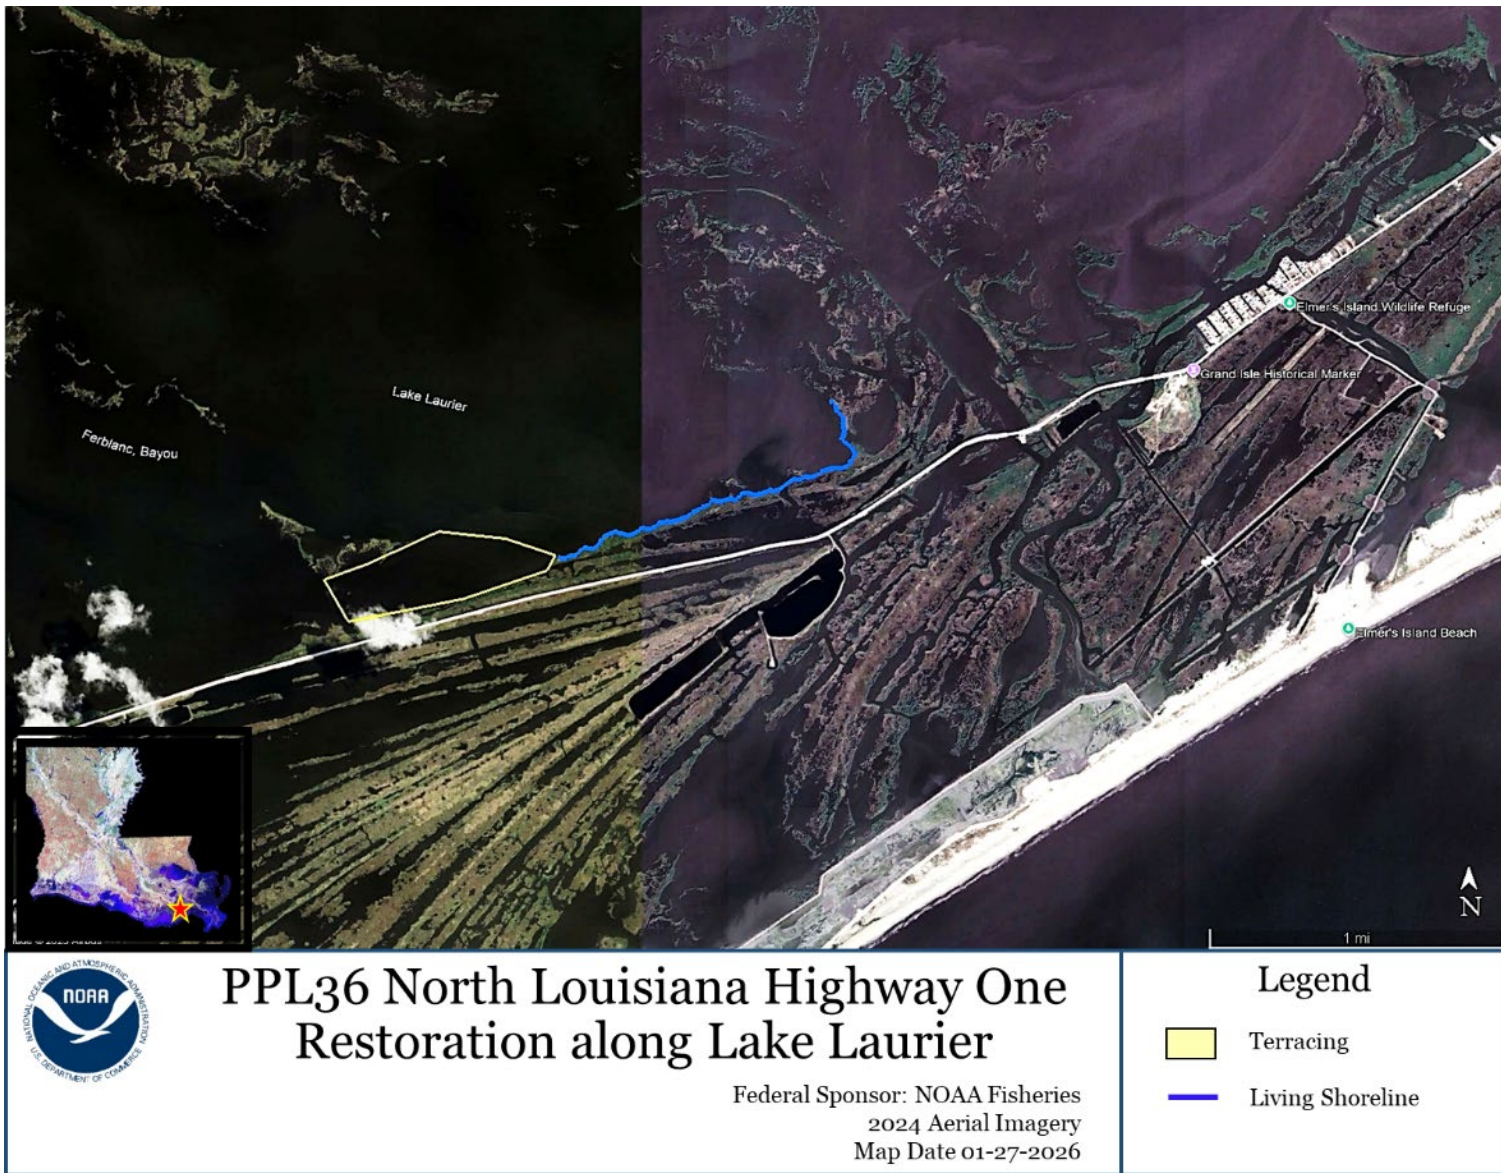 Elmer's Island Wildlife Refuge
Grand Isle Historical Marker
Lake Laurier
Ferblanc, Bayou
Elmer's Island Beach
N
1 mi
NATIONAL OCEANIC AND ATMOSPHERIC ADMINISTRATION
NOAA
U.S. DEPARTMENT OF COMMERCE
PPL36 North Louisiana Highway One
Restoration along Lake Laurier
Federal Sponsor: NOAA Fisheries
2024 Aerial Imagery
Map Date 01-27-2026
Legend
Terracing
Living Shoreline